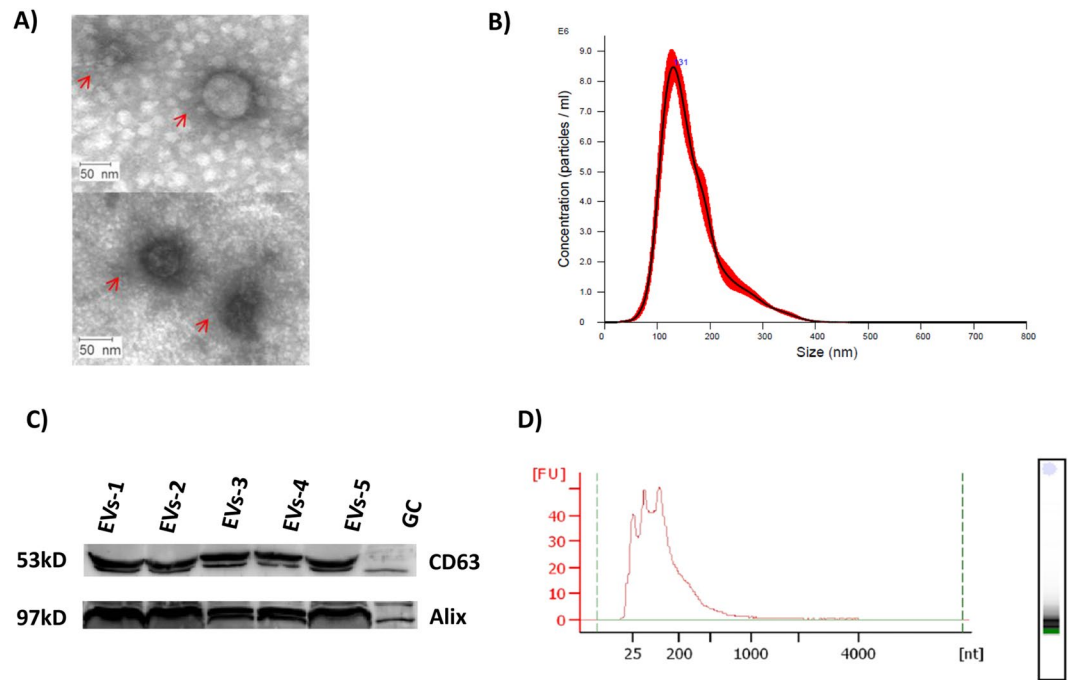 A)
50 nm
50 nm
B)
E6
9.0
8.0
7.0
6.0
5.0
4.0
3.0
2.0
1.0
0
Concentration (particles / ml)
0 100 200 300 400 500 600 700 800
Size (nm)
C)
EVs-1 EVs-2 EVs-3 EVs-4 EVs-5 GC
53kD CD63
97kD Alix
D)
[FU]
40
30
20
10
0
25 200 1000 4000 [nt]